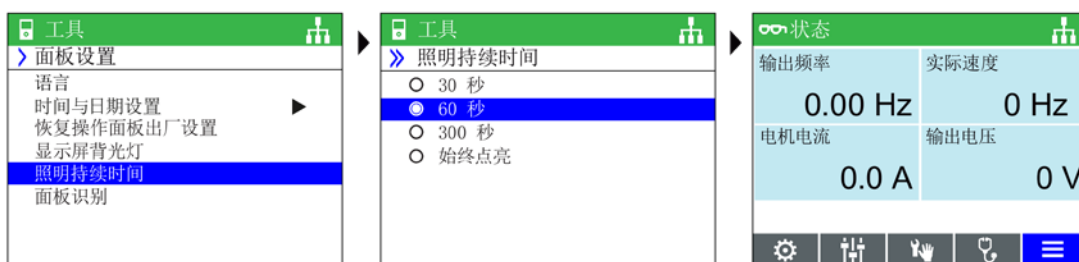 工具
面板设置
语言
时间与日期设置
恢复操作面板出厂设置
显示屏背光灯
照明持续时间
面板识别
工具
照明持续时间
30 秒
60 秒
300 秒
始终点亮
状态
输出频率
实际速度
0.00 Hz
0 Hz
电机电流
输出电压
0.0 A
0 V